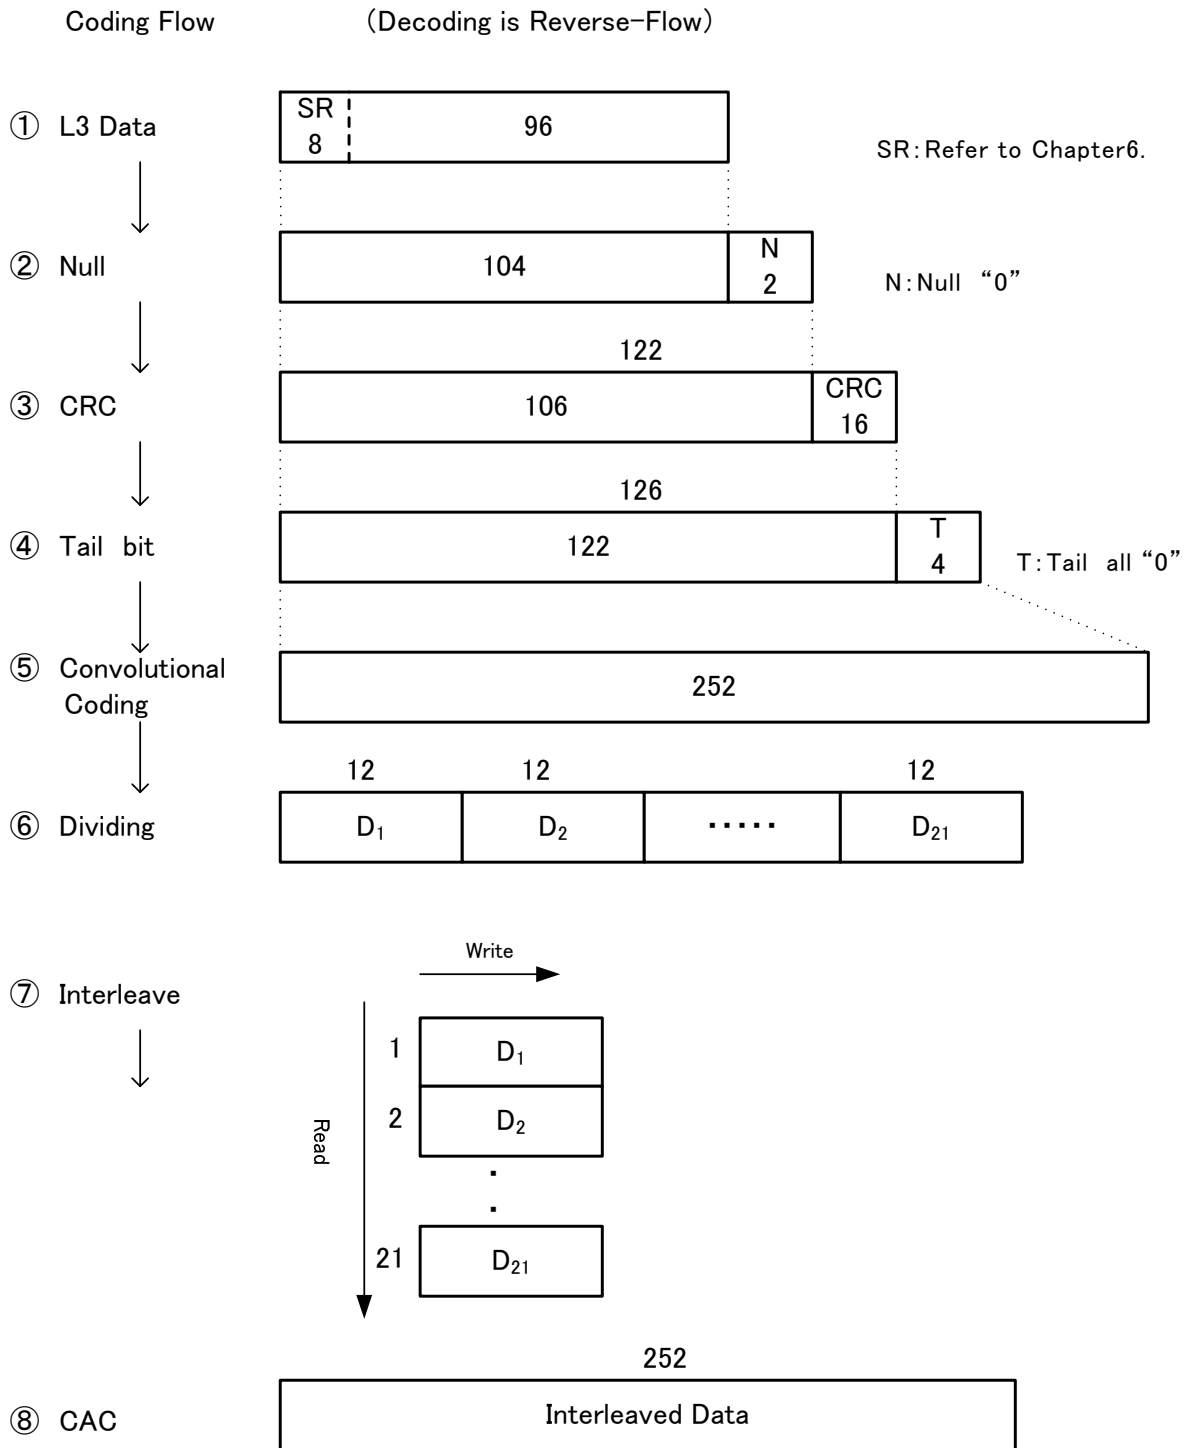 Coding Flow (Decoding is Reverse-Flow)
① L3 Data SR 8 96 SR:Refer to Chapter6.
② Null 104 N 2 N:Null “0”
122
③ CRC 106 CRC 16
126
④ Tail bit 122 T 4 T:Tail all “0”
⑤ Convolutional
Coding
252
12 12 12
⑥ Dividing D₁ D₂ ····· D₂₁
Write
⑦ Interleave
Read
1 D₁
2 D₂
21 D₂₁
252
⑧ CAC Interleaved Data